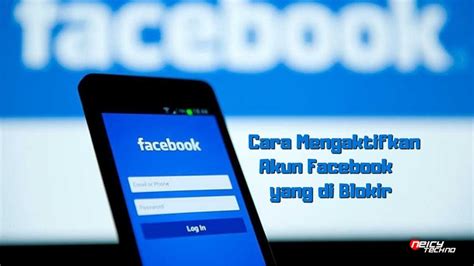 facebook
facebook
Email or Phone
Password
Log In
Cara Mengaktifkan
Akun Facebook
yang di Blokir
NEICY
TECHNO